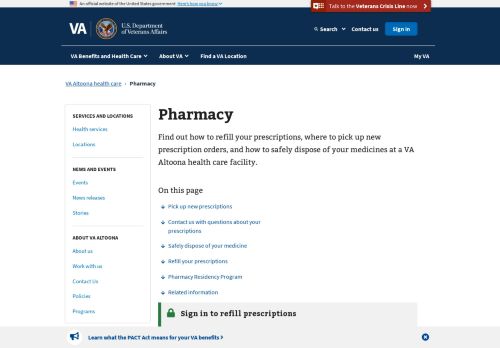 An official website of the United States government Here's how you know
Talk to the Veterans Crisis Line now
VA
U.S. Department
of Veterans Affairs
Search
Contact us
Sign in
VA Benefits and Health Care
About VA
Find a VA Location
My VA
VA Altoona health care › Pharmacy
SERVICES AND LOCATIONS
Health services
Locations
NEWS AND EVENTS
Events
News releases
Stories
ABOUT VA ALTOONA
About us
Work with us
Contact Us
Policies
Programs
Pharmacy
Find out how to refill your prescriptions, where to pick up new
prescription orders, and how to safely dispose of your medicines at a VA
Altoona health care facility.
On this page
Pick up new prescriptions
Contact us with questions about your
prescriptions
Safely dispose of your medicine
Refill your prescriptions
Pharmacy Residency Program
Related information
Sign in to refill prescriptions
Learn what the PACT Act means for your VA benefits